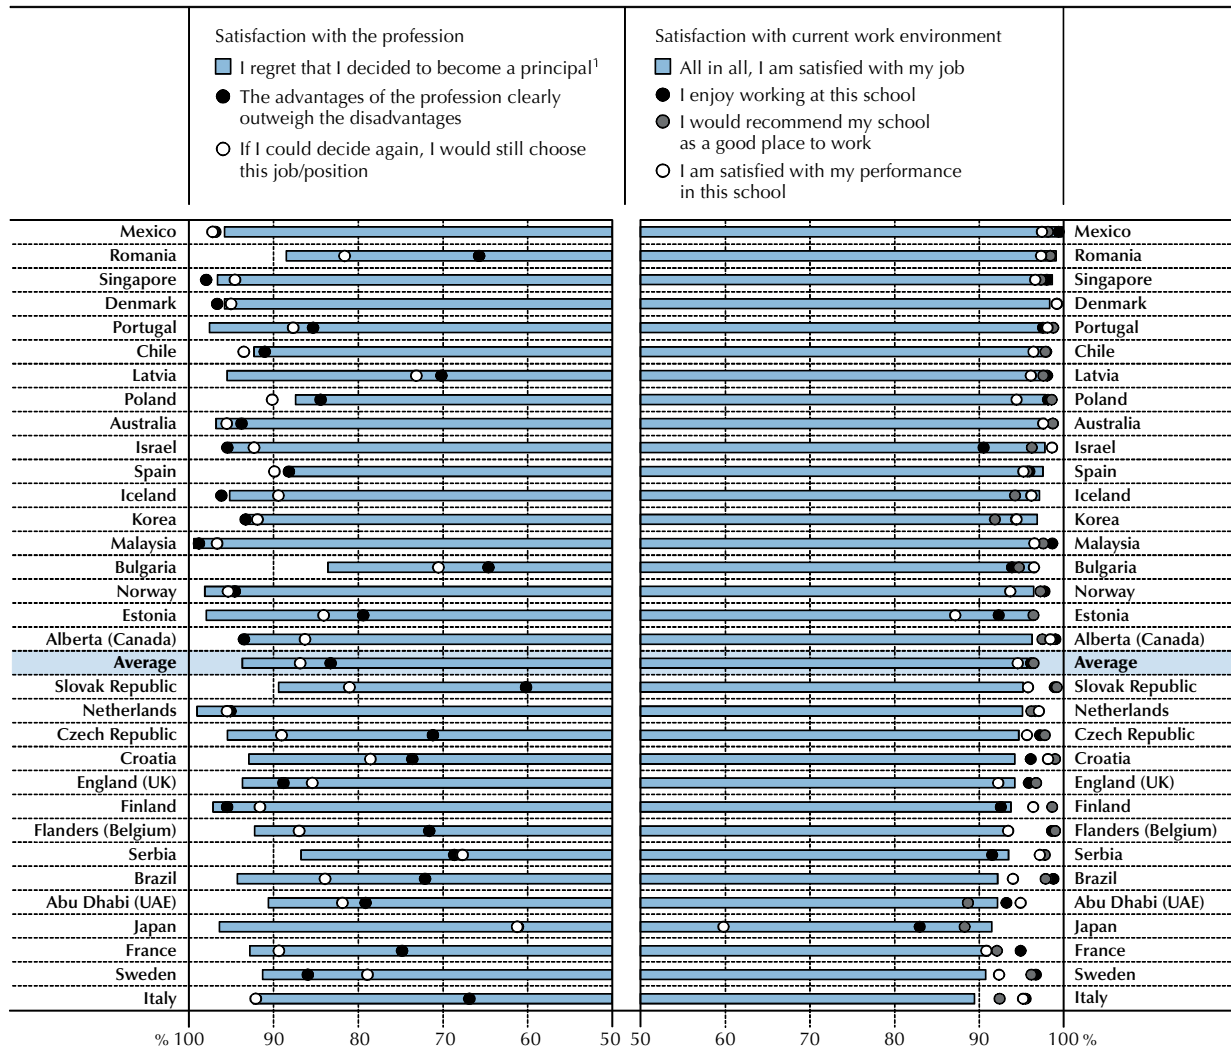 Satisfaction with the profession
I regret that I decided to become a principal1
The advantages of the profession clearly
outweigh the disadvantages
If I could decide again, I would still choose
this job/position
Satisfaction with current work environment
All in all, I am satisfied with my job
I enjoy working at this school
I would recommend my school
as a good place to work
I am satisfied with my performance
in this school
Mexico Mexico
Romania Romania
Singapore Singapore
Denmark Denmark
Portugal Portugal
Chile Chile
Latvia Latvia
Poland Poland
Australia Australia
Israel Israel
Spain Spain
Iceland Iceland
Korea Korea
Malaysia Malaysia
Bulgaria Bulgaria
Norway Norway
Estonia Estonia
Alberta (Canada) Alberta (Canada)
Average Average
Slovak Republic Slovak Republic
Netherlands Netherlands
Czech Republic Czech Republic
Croatia Croatia
England (UK) England (UK)
Finland Finland
Flanders (Belgium) Flanders (Belgium)
Serbia Serbia
Brazil Brazil
Abu Dhabi (UAE) Abu Dhabi (UAE)
Japan Japan
France France
Sweden Sweden
Italy Italy
% 100 90 80 70 60 50 50 60 70 80 90 100 %